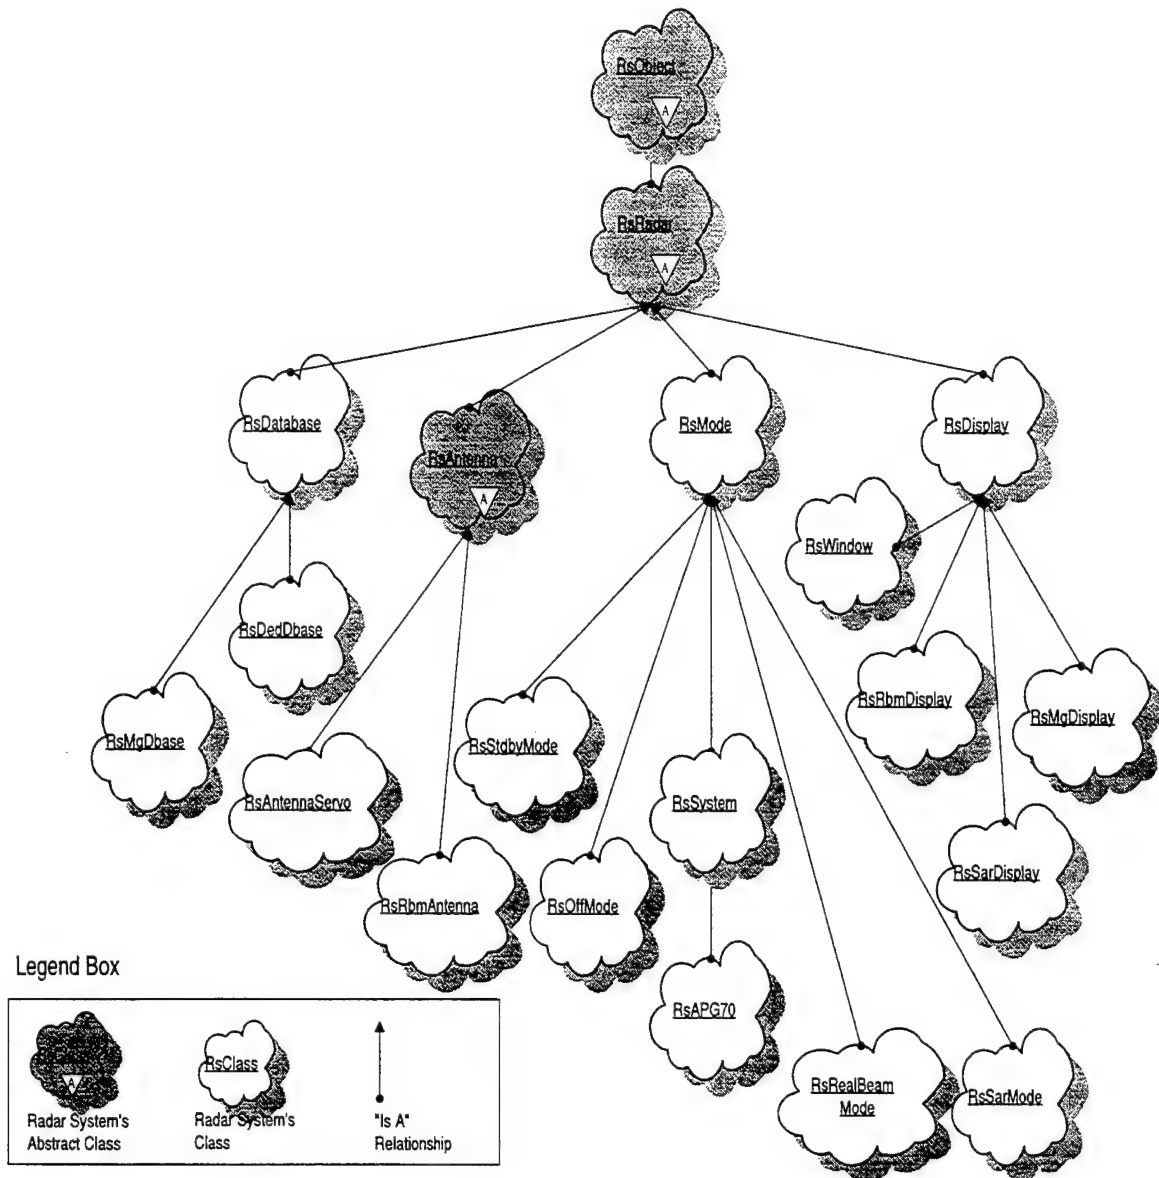 RsObject
A
RsRadar
A
RsDatabase
RsAntenna
A
RsMode
RsDisplay
RsWindow
RsDedDbase
RsMgDbase
RsAntennaServo
RsRbmAntenna
RsStdbyMode
RsOffMode
RsSystem
RsAPG70
RsRealBeam
Mode
RsSarMode
RsRbmDisplay
RsMgDisplay
RsSarDisplay
Legend Box
A
Radar System's
Abstract Class
RsClass
Radar System's
Class
"Is A"
Relationship